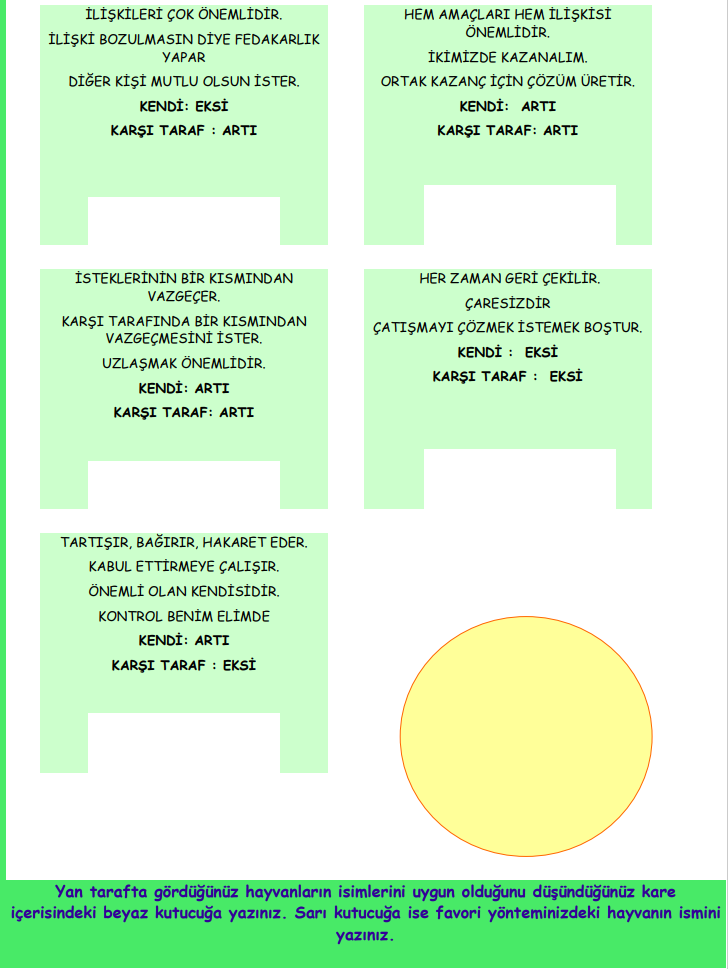 İLİŞKİLERİ ÇOK ÖNEMLİDİR.
İLİŞKİ BOZULMASIN DİYE FEDAKARLIK
YAPAR
DİĞER KİŞİ MUTLU OLSUN İSTER.
KENDİ: EKSİ
KARŞI TARAF : ARTI
HEM AMAÇLARI HEM İLİŞKİSİ
ÖNEMLİDİR.
İKİMİZDE KAZANALIM.
ORTAK KAZANÇ İÇİN ÇÖZÜM ÜRETİR.
KENDİ:  ARTI
KARŞI TARAF: ARTI
İSTEKLERİNİN BİR KISMINDAN
VAZGEÇER.
KARŞI TARAFINDA BİR KISMINDAN
VAZGEÇMESİNİ İSTER.
UZLAŞMAK ÖNEMLİDİR.
KENDİ: ARTI
KARŞI TARAF: ARTI
HER ZAMAN GERİ ÇEKİLİR.
ÇARESİZDİR
ÇATIŞMAYI ÇÖZMEK İSTEMEK BOŞTUR.
KENDİ :  EKSİ
KARŞI TARAF :  EKSİ
TARTIŞIR, BAĞIRIR, HAKARET EDER.
KABUL ETTİRMEYE ÇALIŞIR.
ÖNEMLİ OLAN KENDİSİDİR.
KONTROL BENİM ELİMDE
KENDİ: ARTI
KARŞI TARAF : EKSİ
Yan tarafta gördüğünüz hayvanların isimlerini uygun olduğunu düşündüğünüz kare
içerisindeki beyaz kutucuğa yazınız. Sarı kutucuğa ise favori yönteminizdeki hayvanın ismini
yazınız.